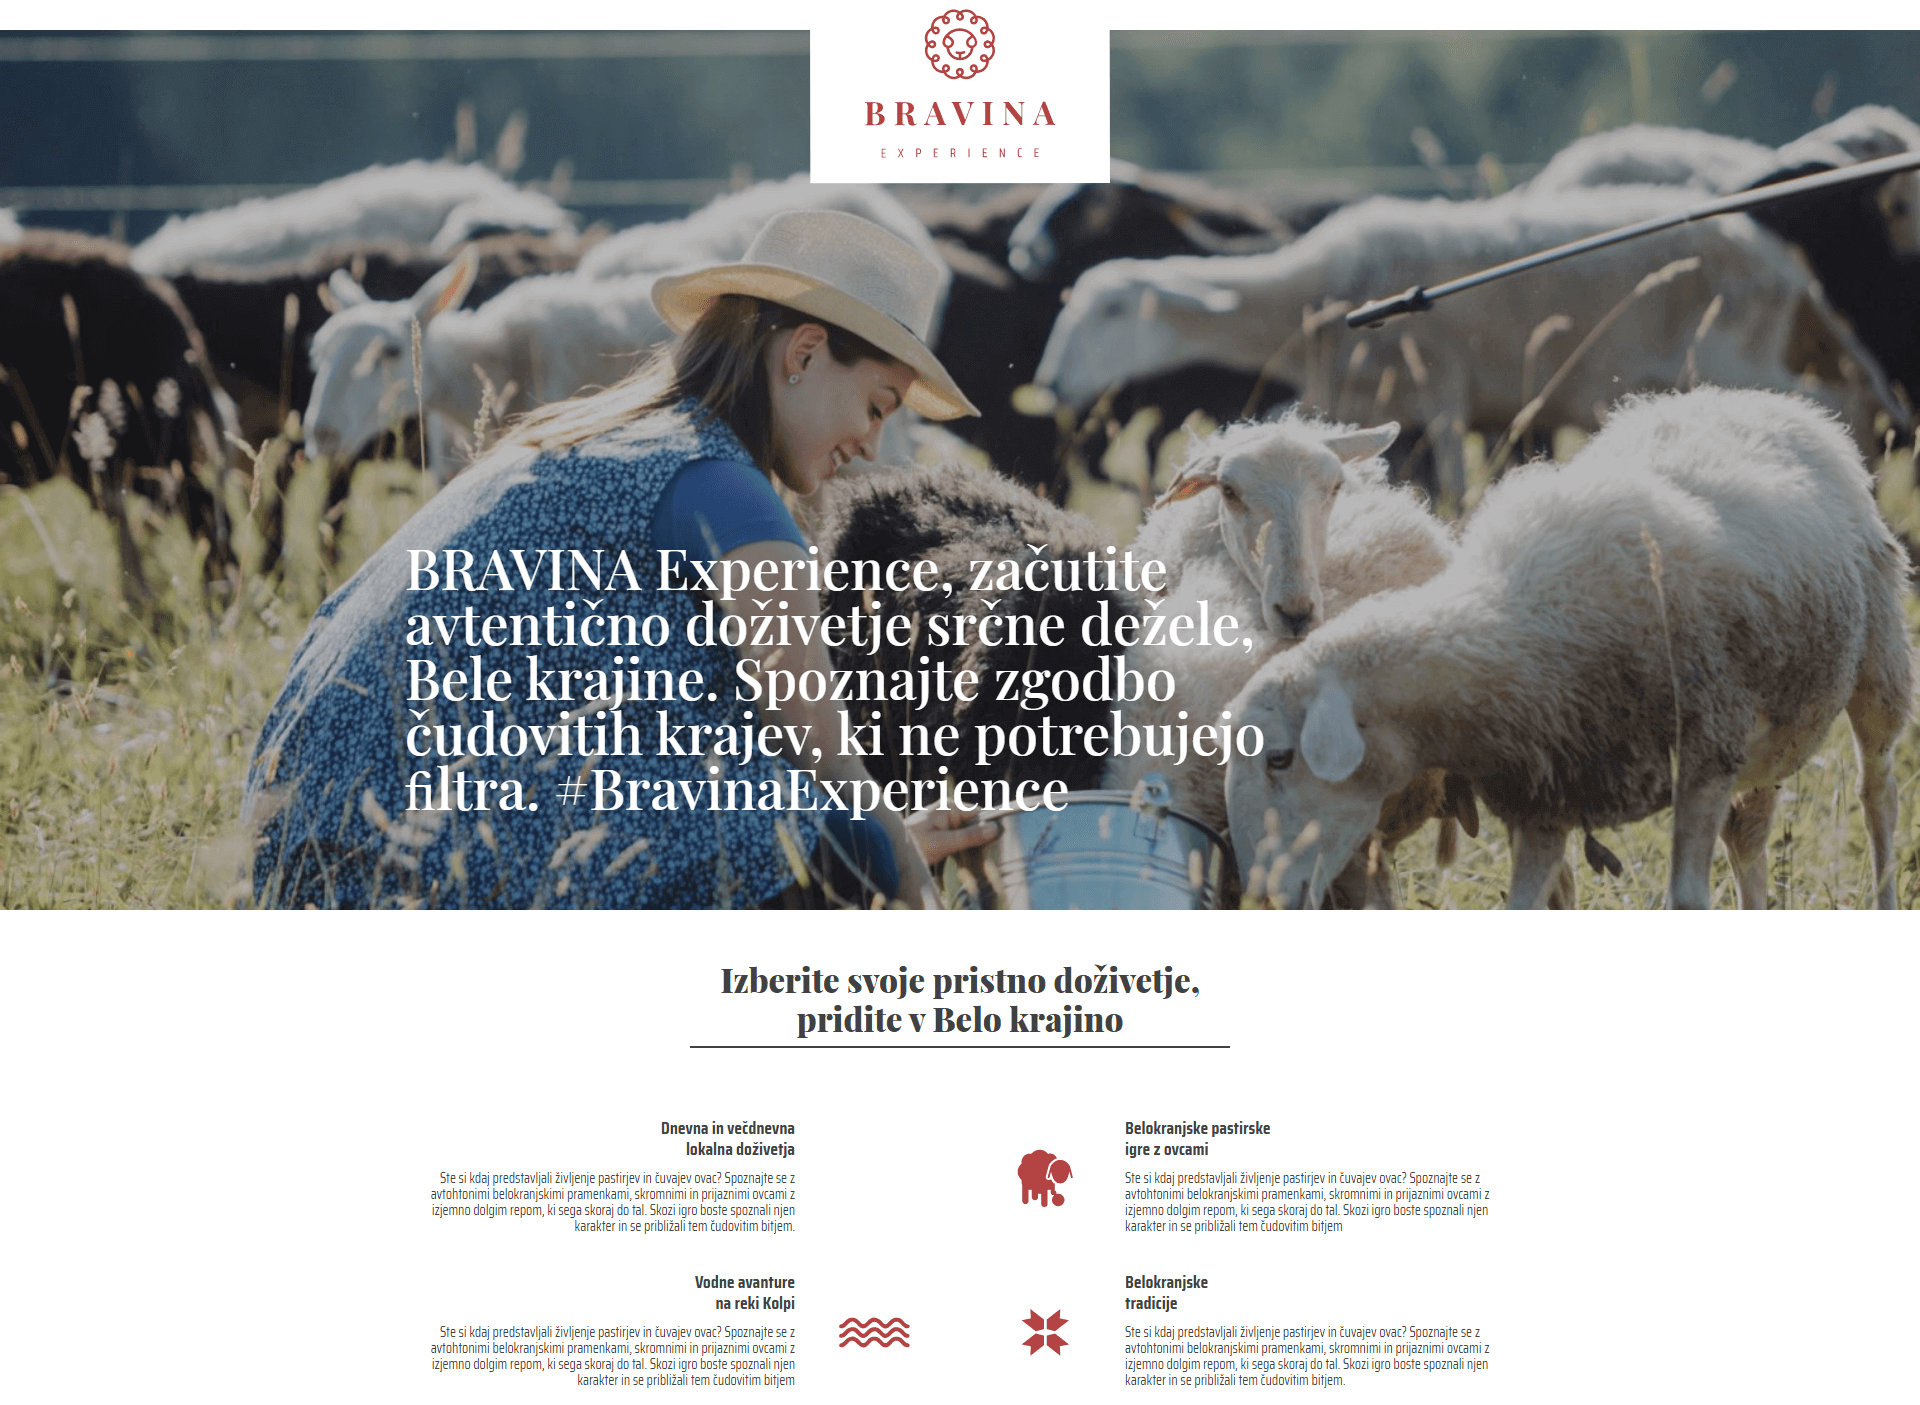 BRAVINA
EXPERIENCE
BRAVINA Experience, začutite
avtentično doživetje srčne dežele,
Bele krajine. Spoznajte zgodbo
čudovitih krajev, ki ne potrebujejo
filtra. #BravinaExperience
Izberite svoje pristno doživetje,
pridite v Belo krajino
Dnevna in večdnevna
lokalna doživetja
Ste si kdaj predstavljali življenje pastirjev in čuvajev ovac? Spoznajte se z
avtohtonimi belokranjskimi pramenkami, skromnimi in prijaznimi ovcami z
izjemno dolgim repom, ki sega skoraj do tal. Skozi igro boste spoznali njen
karakter in se približali tem čudovitim bitjem.
Belokranjske pastirske
igre z ovcami
Ste si kdaj predstavljali življenje pastirjev in čuvajev ovac? Spoznajte se z
avtohtonimi belokranjskimi pramenkami, skromnimi in prijaznimi ovcami z
izjemno dolgim repom, ki sega skoraj do tal. Skozi igro boste spoznali njen
karakter in se približali tem čudovitim bitjem
Vodne avanture
na reki Kolpi
Ste si kdaj predstavljali življenje pastirjev in čuvajev ovac? Spoznajte se z
avtohtonimi belokranjskimi pramenkami, skromnimi in prijaznimi ovcami z
izjemno dolgim repom, ki sega skoraj do tal. Skozi igro boste spoznali njen
karakter in se približali tem čudovitim bitjem
Belokranjske
tradicije
Ste si kdaj predstavljali življenje pastirjev in čuvajev ovac? Spoznajte se z
avtohtonimi belokranjskimi pramenkami, skromnimi in prijaznimi ovcami z
izjemno dolgim repom, ki sega skoraj do tal. Skozi igro boste spoznali njen
karakter in se približali tem čudovitim bitjem.